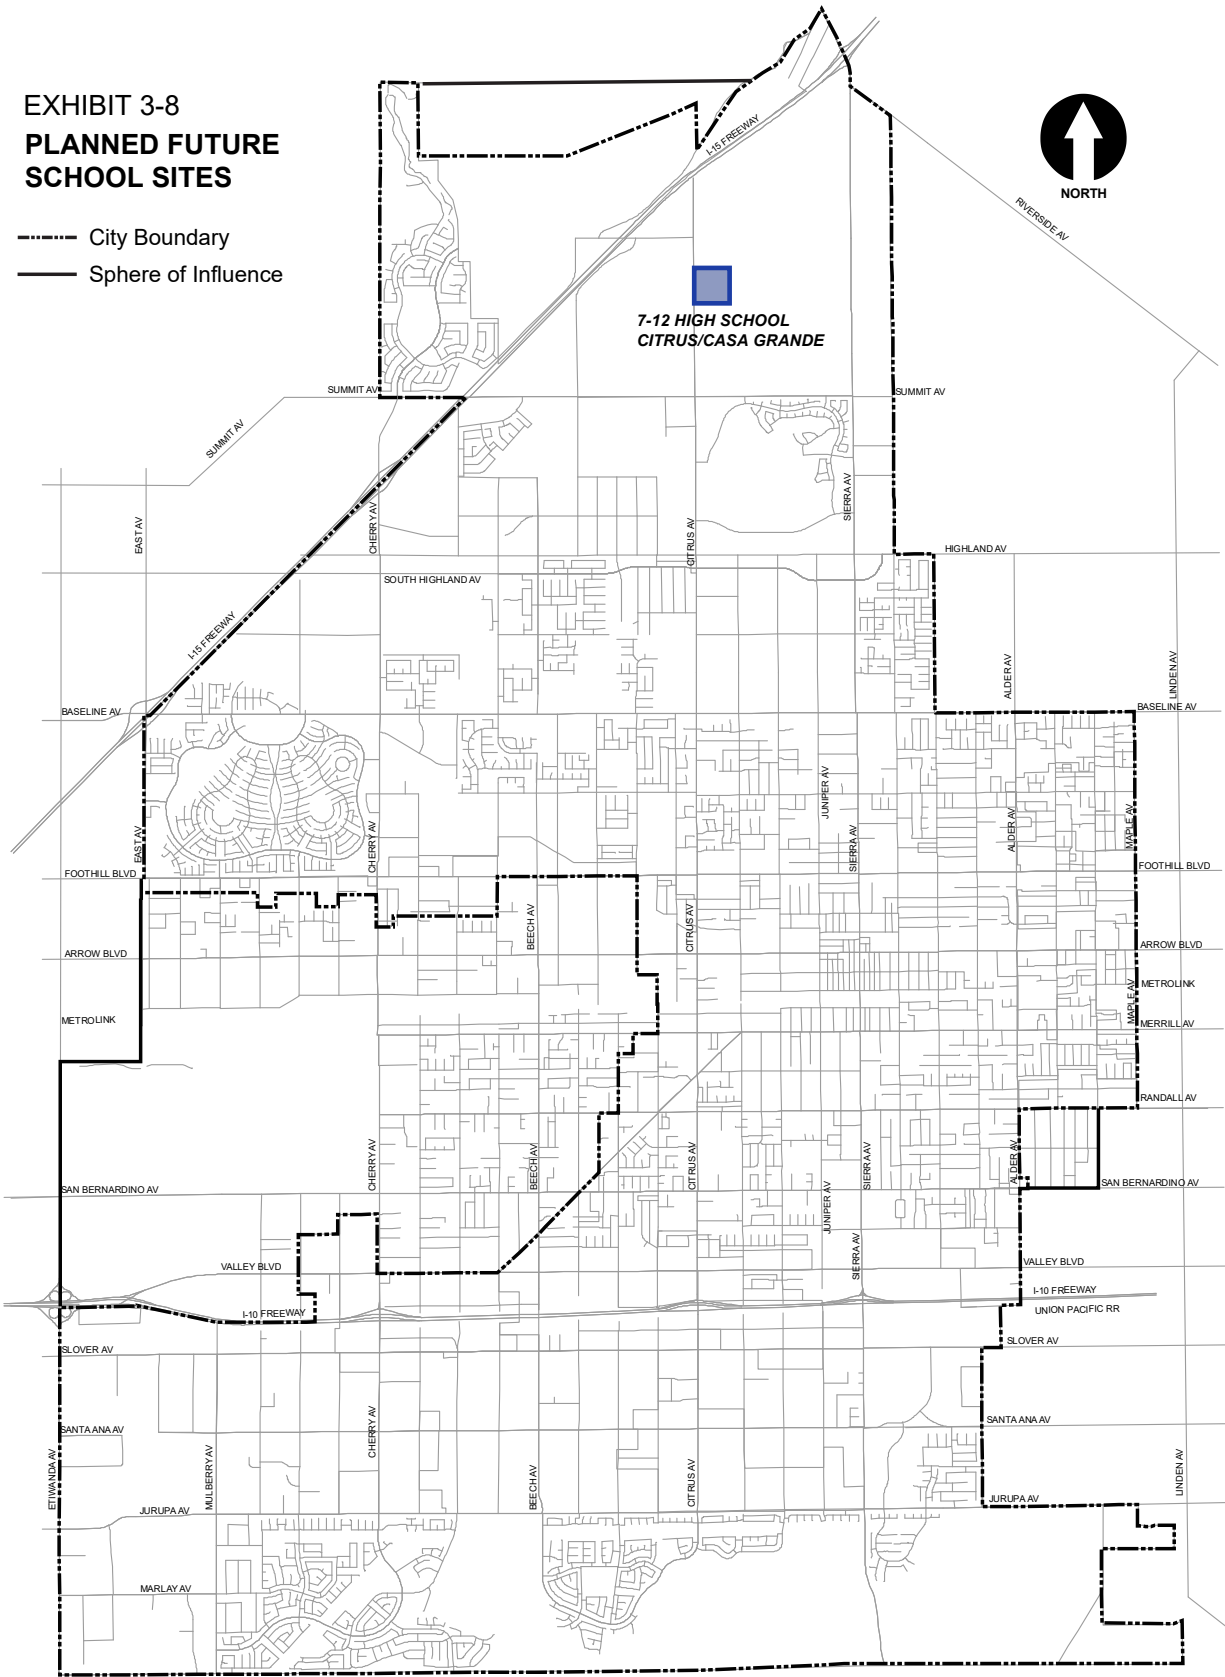 EXHIBIT 3-8
PLANNED FUTURE
SCHOOL SITES
City Boundary
Sphere of Influence
NORTH
I-15 FREEWAY
RIVERSIDE AV
7-12 HIGH SCHOOL
CITRUS/CASA GRANDE
SUMMIT AV
SUMMIT AV
SUMMIT AV
EAST AV
CHERRY AV
CITRUS AV
SIERRA AV
HIGHLAND AV
SOUTH HIGHLAND AV
I-15 FREEWAY
ALDER AV
LINDEN AV
BASELINE AV
BASELINE AV
JUNIPER AV
EAST AV
CHERRY AV
SIERRA AV
ALDER AV
MAPLE AV
FOOTHILL BLVD
FOOTHILL BLVD
BEECH AV
CITRUS AV
ARROW BLVD
ARROW BLVD
METROLINK
METROLINK
MAPLE AV
MERRILL AV
RANDALL AV
CHERRY AV
BEECH AV
CITRUS AV
SIERRA AV
ALDER AV
SAN BERNARDINO AV
SAN BERNARDINO AV
JUNIPER AV
SIERRA AV
VALLEY BLVD
VALLEY BLVD
I-10 FREEWAY
I-10 FREEWAY
UNION PACIFIC RR
SLOVER AV
SLOVER AV
SANTA ANA AV
SANTA ANA AV
CHERRY AV
ETIWANDA AV
MULBERRY AV
BEECH AV
CITRUS AV
LINDEN AV
JURUPA AV
JURUPA AV
MARLAY AV